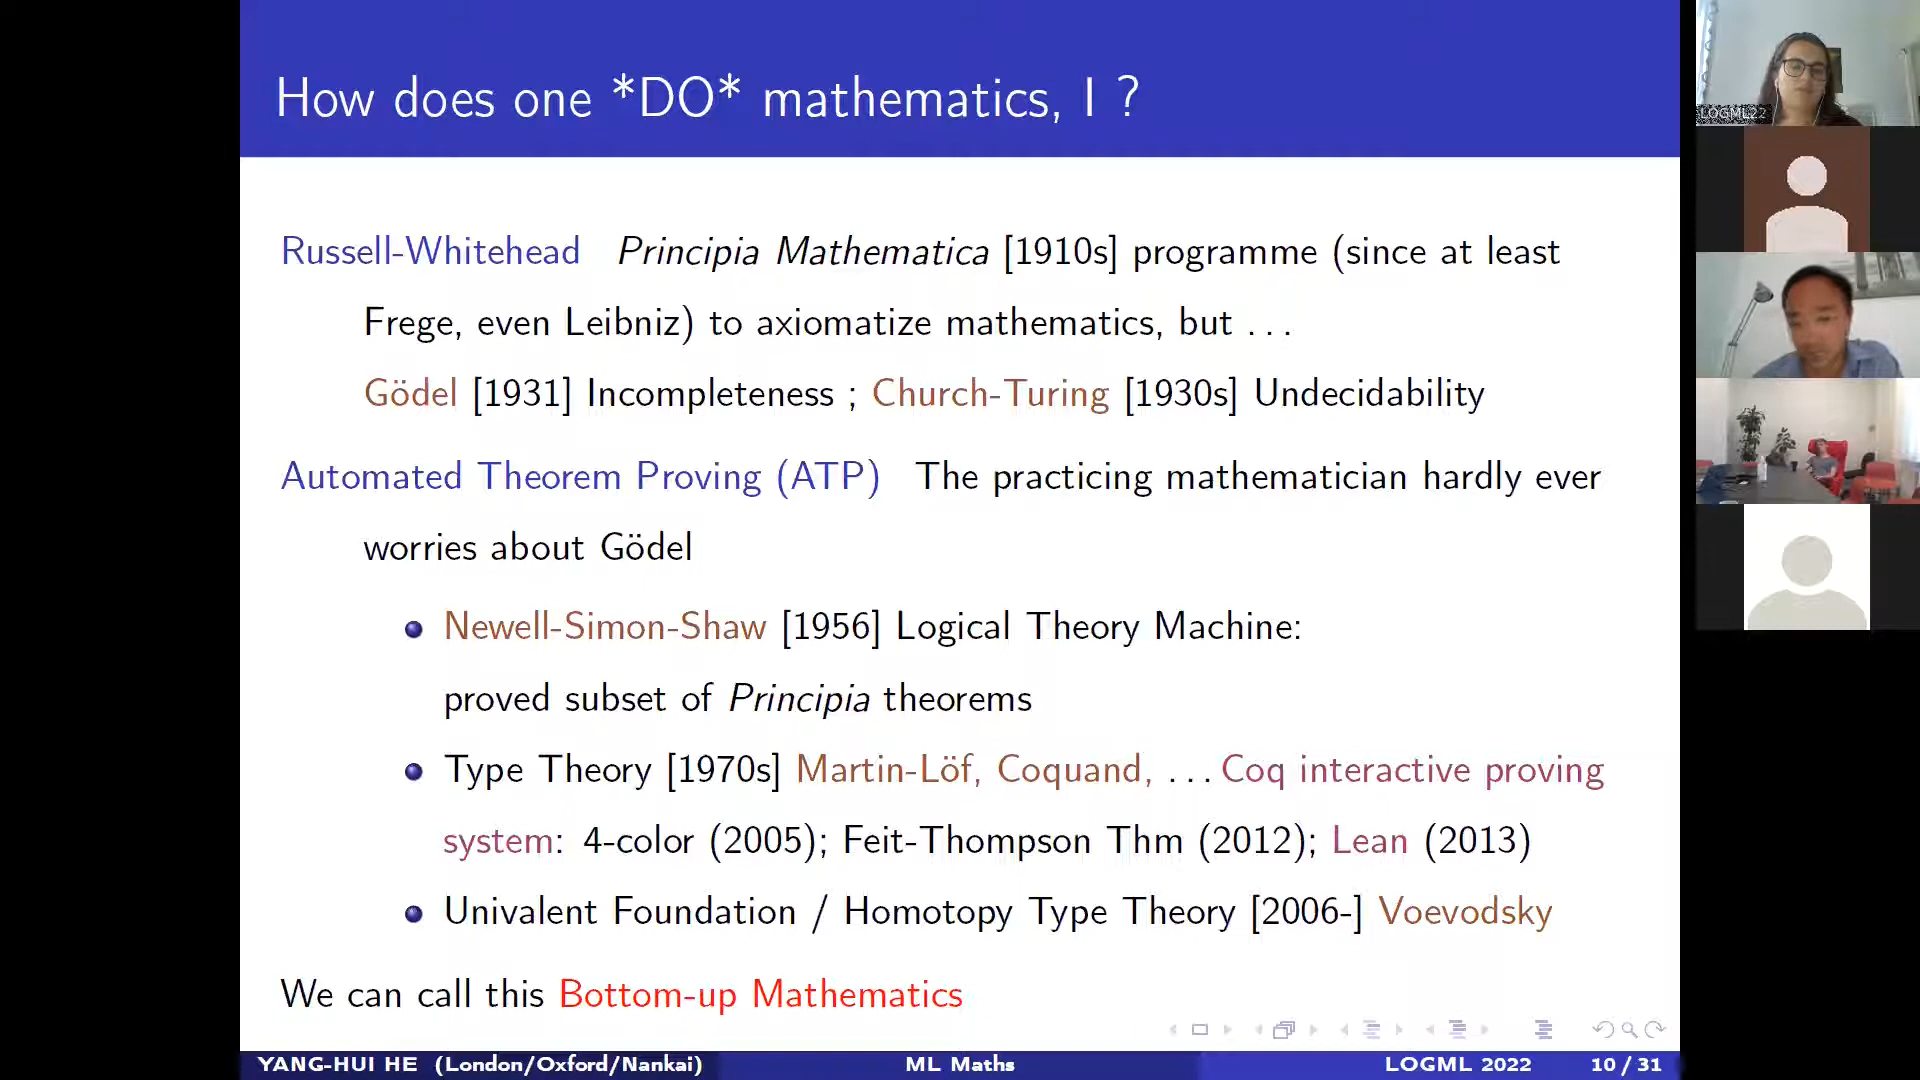 How does one *DO* mathematics, I ?
LOGML22
Russell-Whitehead Principia Mathematica [1910s] programme (since at least
Frege, even Leibniz) to axiomatize mathematics, but ...
Gödel [1931] Incompleteness ; Church-Turing [1930s] Undecidability
Automated Theorem Proving (ATP) The practicing mathematician hardly ever
worries about Gödel
Newell-Simon-Shaw [1956] Logical Theory Machine:
proved subset of Principia theorems
Type Theory [1970s] Martin-Löf, Coquand, ... Coq interactive proving
system: 4-color (2005); Feit-Thompson Thm (2012); Lean (2013)
Univalent Foundation / Homotopy Type Theory [2006-] Voevodsky
We can call this Bottom-up Mathematics
YANG-HUI HE (London/Oxford/Nankai) ML Maths LOGML 2022 10 / 31